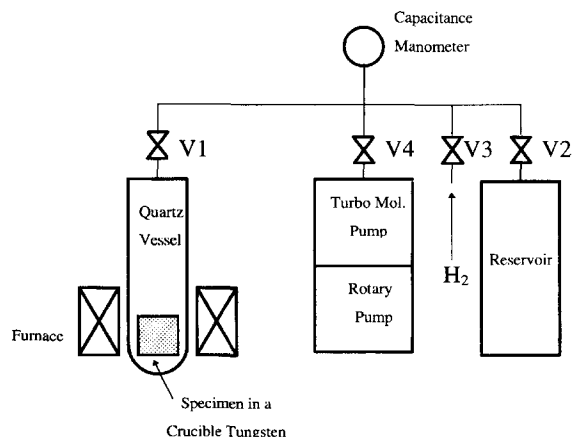 Capacitance
Manometer
V1
V4
V3
V2
Quartz
Vessel
Turbo Mol.
Pump
Rotary
Pump
H2
Reservoir
Furnace
Specimen in a
Crucible Tungsten